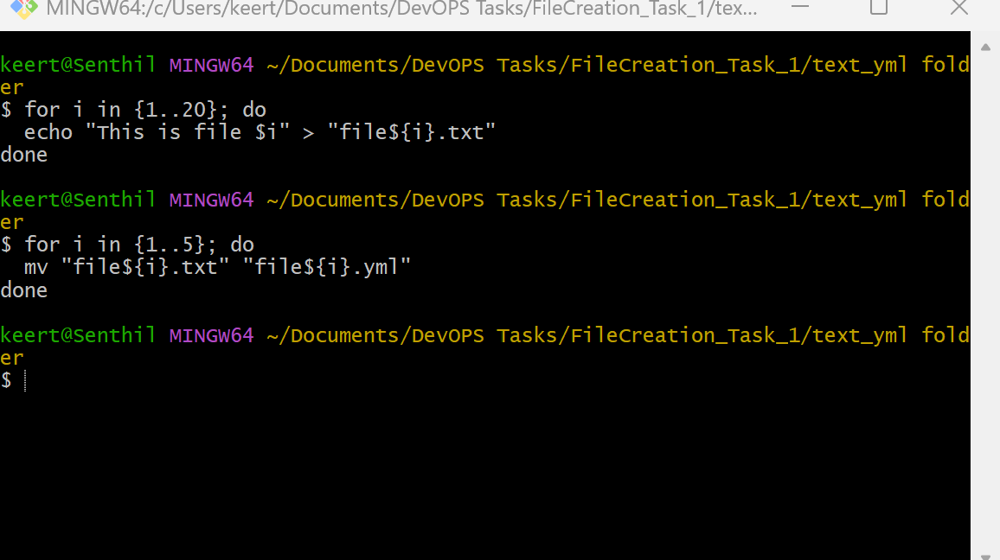 MINGW64:/c/Users/keert/Documents/DevOPS Tasks/FileCreation_Task_1/tex...
keert@Senthil MINGW64 ~/Documents/DevOPS Tasks/FileCreation_Task_1/text_yml fold
er
$ for i in {1..20}; do
  echo "This is file $i" > "file${i}.txt"
done
keert@Senthil MINGW64 ~/Documents/DevOPS Tasks/FileCreation_Task_1/text_yml fold
er
$ for i in {1..5}; do
  mv "file${i}.txt" "file${i}.yml"
done
keert@Senthil MINGW64 ~/Documents/DevOPS Tasks/FileCreation_Task_1/text_yml fold
er
$